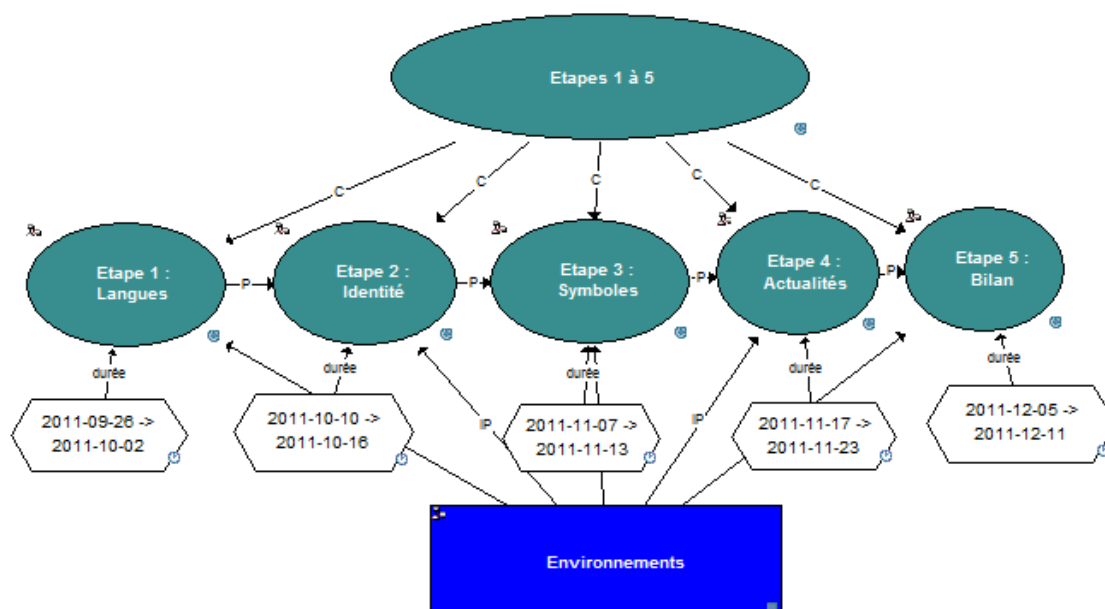 Etapes 1 à 5
C
C
C
C
C
Etape 1 :
Langues
P
Etape 2 :
Identité
P
Etape 3 :
Symboles
P
Etape 4 :
Actualités
P
Etape 5 :
Bilan
durée
durée
durée
durée
durée
2011-09-26 ->
2011-10-02
2011-10-10 ->
2011-10-16
2011-11-07 ->
2011-11-13
2011-11-17 ->
2011-11-23
2011-12-05 ->
2011-12-11
IP
IP
Environnements